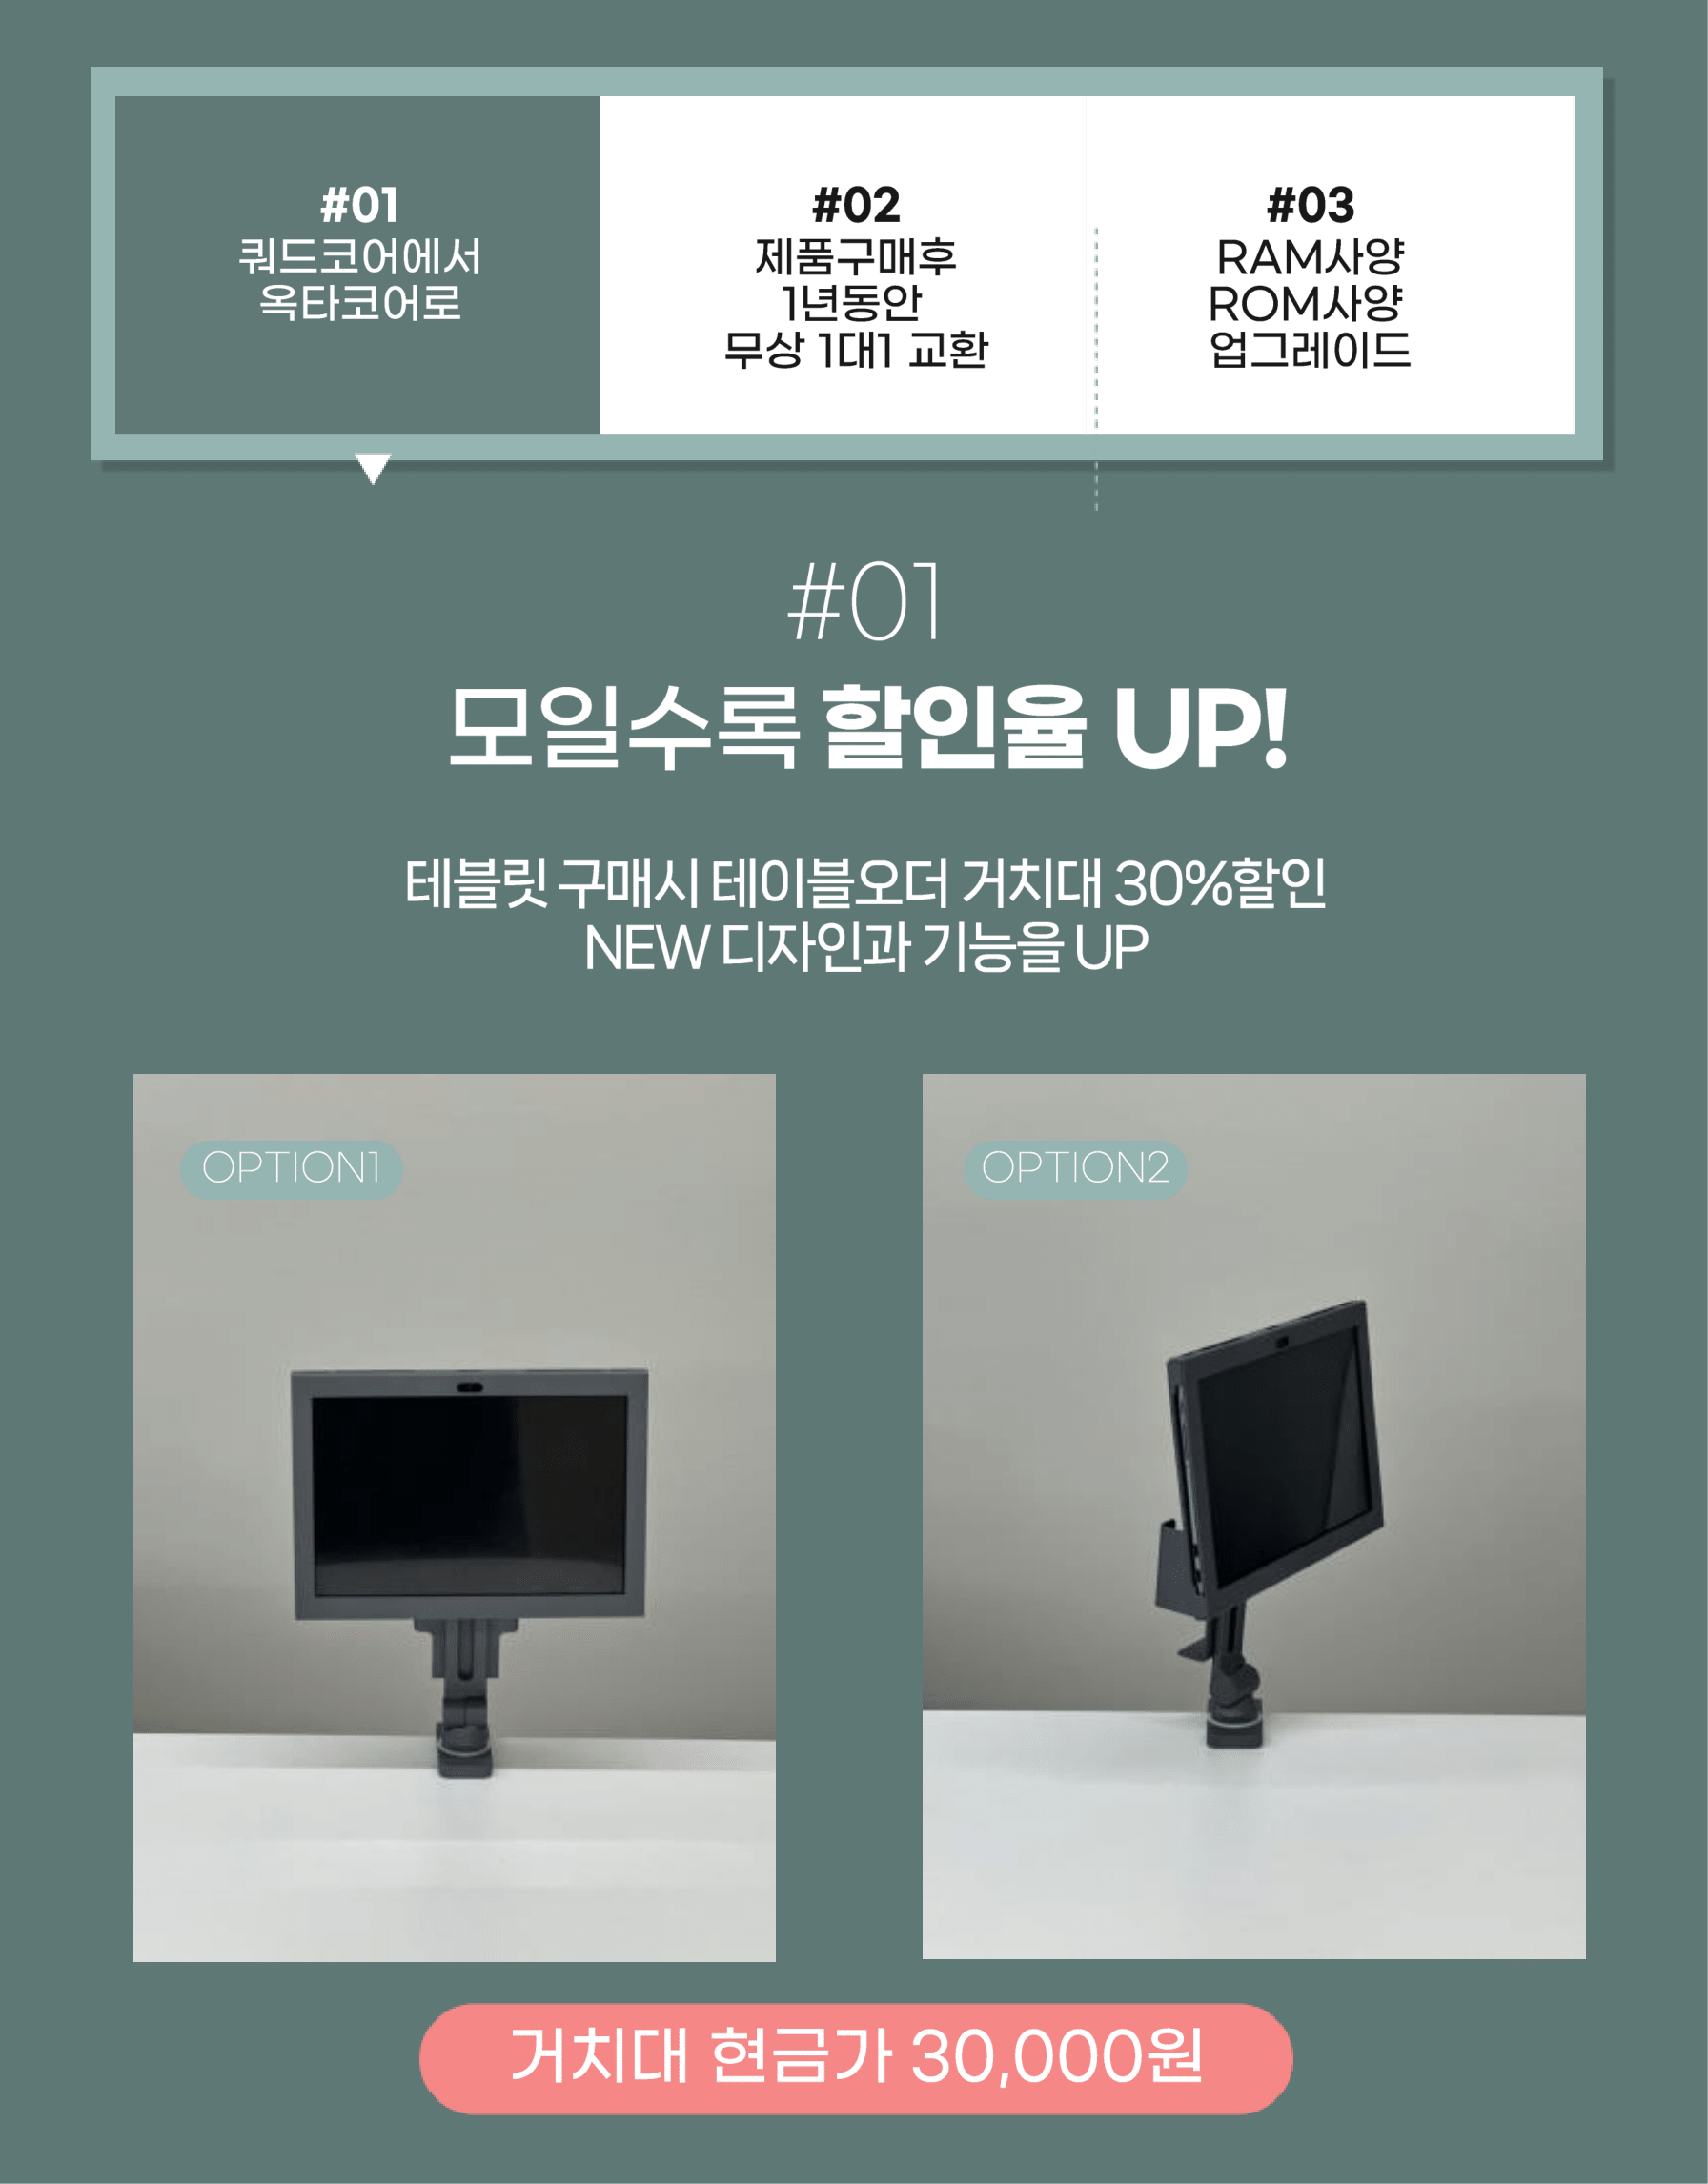 #01
퀴드코어에서
옥타코어로
#02
제품구매후
1년동안
무상 1대1 교환
#03
RAM사양
ROM사양
업그레이드
#01
모일수록 할인율 UP!
테블릿 구매시 테이블오더 거치대 30%할인
NEW 디자인과 기능을 UP
OPTION1
OPTION2
거치대 현금가 30,000원